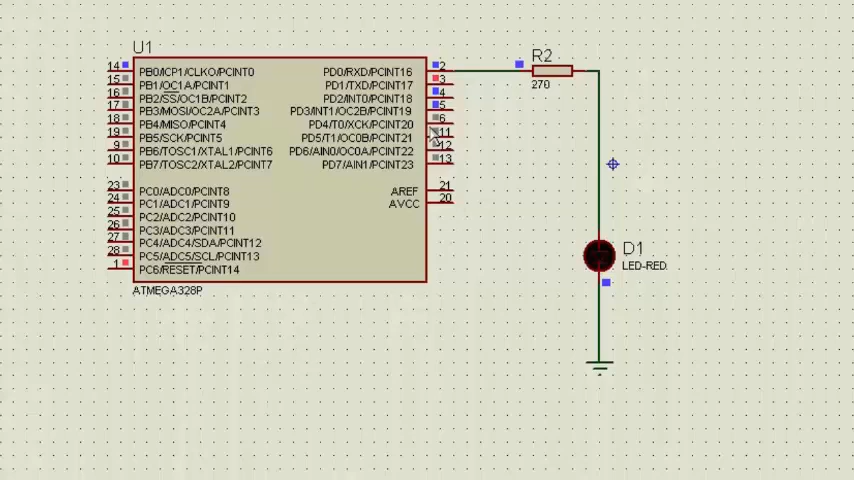 U1
14 PB0/ICP1/CLKO/PCINT0 PD0/RXD/PCINT16 2
15 PB1/OC1A/PCINT1 PD1/TXD/PCINT17 3
16 PB2/SS/OC1B/PCINT2 PD2/INT0/PCINT18 4
17 PB3/MOSI/OC2A/PCINT3 PD3/INT1/OC2B/PCINT19 5
18 PB4/MISO/PCINT4 PD4/T0/XCK/PCINT20 6
19 PB5/SCK/PCINT5 PD5/T1/OC0B/PCINT21 11
9 PB6/TOSC1/XTAL1/PCINT6 PD6/AIN0/OC0A/PCINT22 12
10 PB7/TOSC2/XTAL2/PCINT7 PD7/AIN1/PCINT23 13
23 PC0/ADC0/PCINT8 AREF 21
24 PC1/ADC1/PCINT9 AVCC 20
25 PC2/ADC2/PCINT10
26 PC3/ADC3/PCINT11
27 PC4/ADC4/SDA/PCINT12
28 PC5/ADC5/SCL/PCINT13
1 PC6/RESET/PCINT14
ATMEGA328P
R2
270
D1
LED-RED